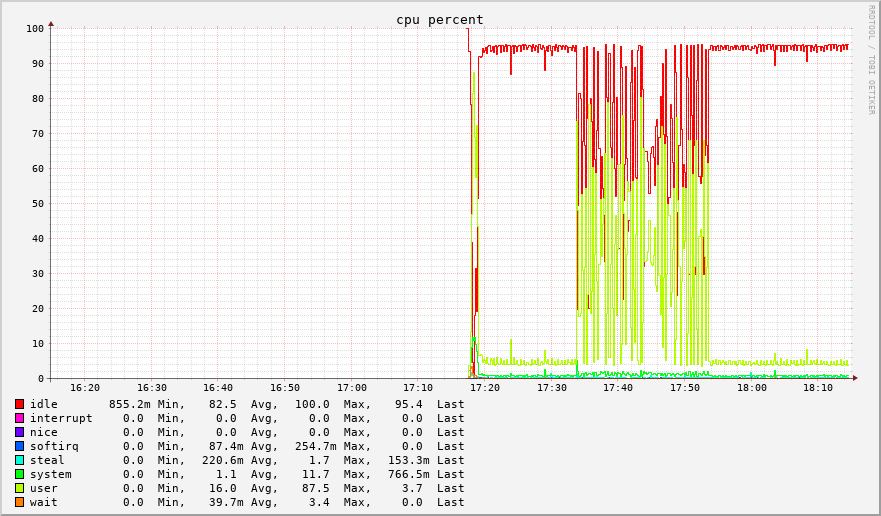 cpu percent
RRDTOOL / TOBI OETIKER
100
90
80
70
60
50
40
30
20
10
0
16:20 16:30 16:40 16:50 17:00 17:10 17:20 17:30 17:40 17:50 18:00 18:10
idle 855.2m Min, 82.5 Avg, 100.0 Max, 95.4 Last
interrupt 0.0 Min, 0.0 Avg, 0.0 Max, 0.0 Last
nice 0.0 Min, 0.0 Avg, 0.0 Max, 0.0 Last
softirq 0.0 Min, 87.4m Avg, 254.7m Max, 0.0 Last
steal 0.0 Min, 220.6m Avg, 1.7 Max, 153.3m Last
system 0.0 Min, 1.1 Avg, 11.7 Max, 766.5m Last
user 0.0 Min, 16.0 Avg, 87.5 Max, 3.7 Last
wait 0.0 Min, 39.7m Avg, 3.4 Max, 0.0 Last